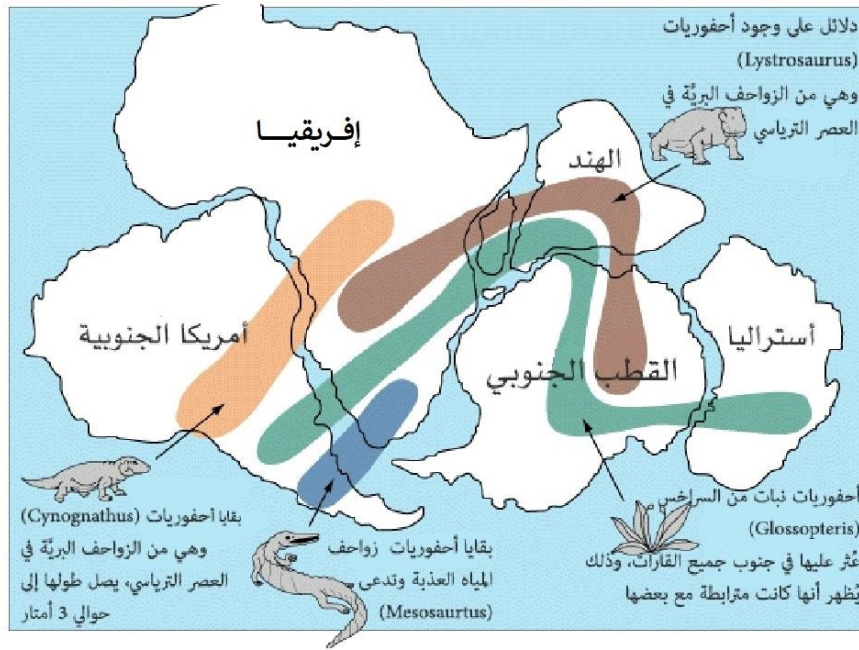 دلائل على وجود أحفوريات
(Lystrosaurus)
وهي من الزواحف البريَّة في
العصر الترياسي
إفريقيــا
الهند
أمريكا الجنوبية
أستراليا
القطب الجنوبي
بقايا أحفوريات (Cynognathus)
وهي من الزواحف البريَّة في
العصر الترياسي، يصل طولها إلى
حوالي 3 أمتار
بقايا أحفوريات زواحف
المياه العذبة وتدعى
(Mesosaurtus)
أحفوريات نبات من السراخس
(Glossopteris)
عُثر عليها في جنوب جميع القارات، وذلك
يُظهر أنها كانت مترابطة مع بعضها